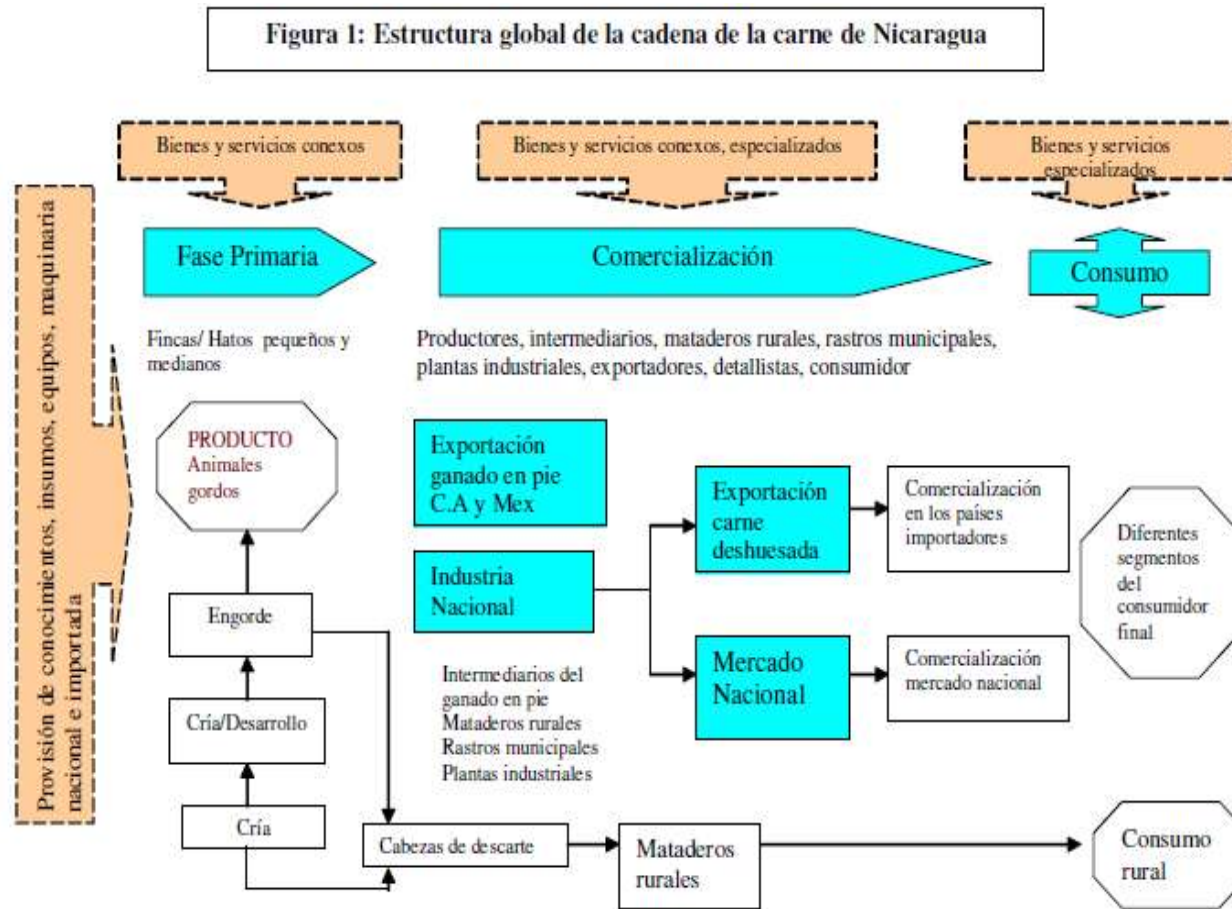 Figura 1: Estructura global de la cadena de la carne de Nicaragua
Bienes y servicios conexos
Bienes y servicios conexos, especializados
Bienes y servicios
especializados
Provisión de conocimientos, insumos, equipos, maquinaria
nacional e importada
Fase Primaria
Comercialización
Consumo
Fincas/ Hatos pequeños y
medianos
Productores, intermediarios, mataderos rurales, rastros municipales,
plantas industriales, exportadores, detallistas, consumidor
PRODUCTO
Animales
gordos
Exportación
ganado en pie
C.A y Mex
Exportación
carne
deshuesada
Comercialización
en los países
importadores
Diferentes
segmentos
del
consumidor
final
Industria
Nacional
Engorde
Mercado
Nacional
Comercialización
mercado nacional
Intermediarios del
ganado en pie
Mataderos rurales
Rastros municipales
Plantas industriales
Cría/Desarrollo
Cría
Cabezas de descarte
Mataderos
rurales
Consumo
rural